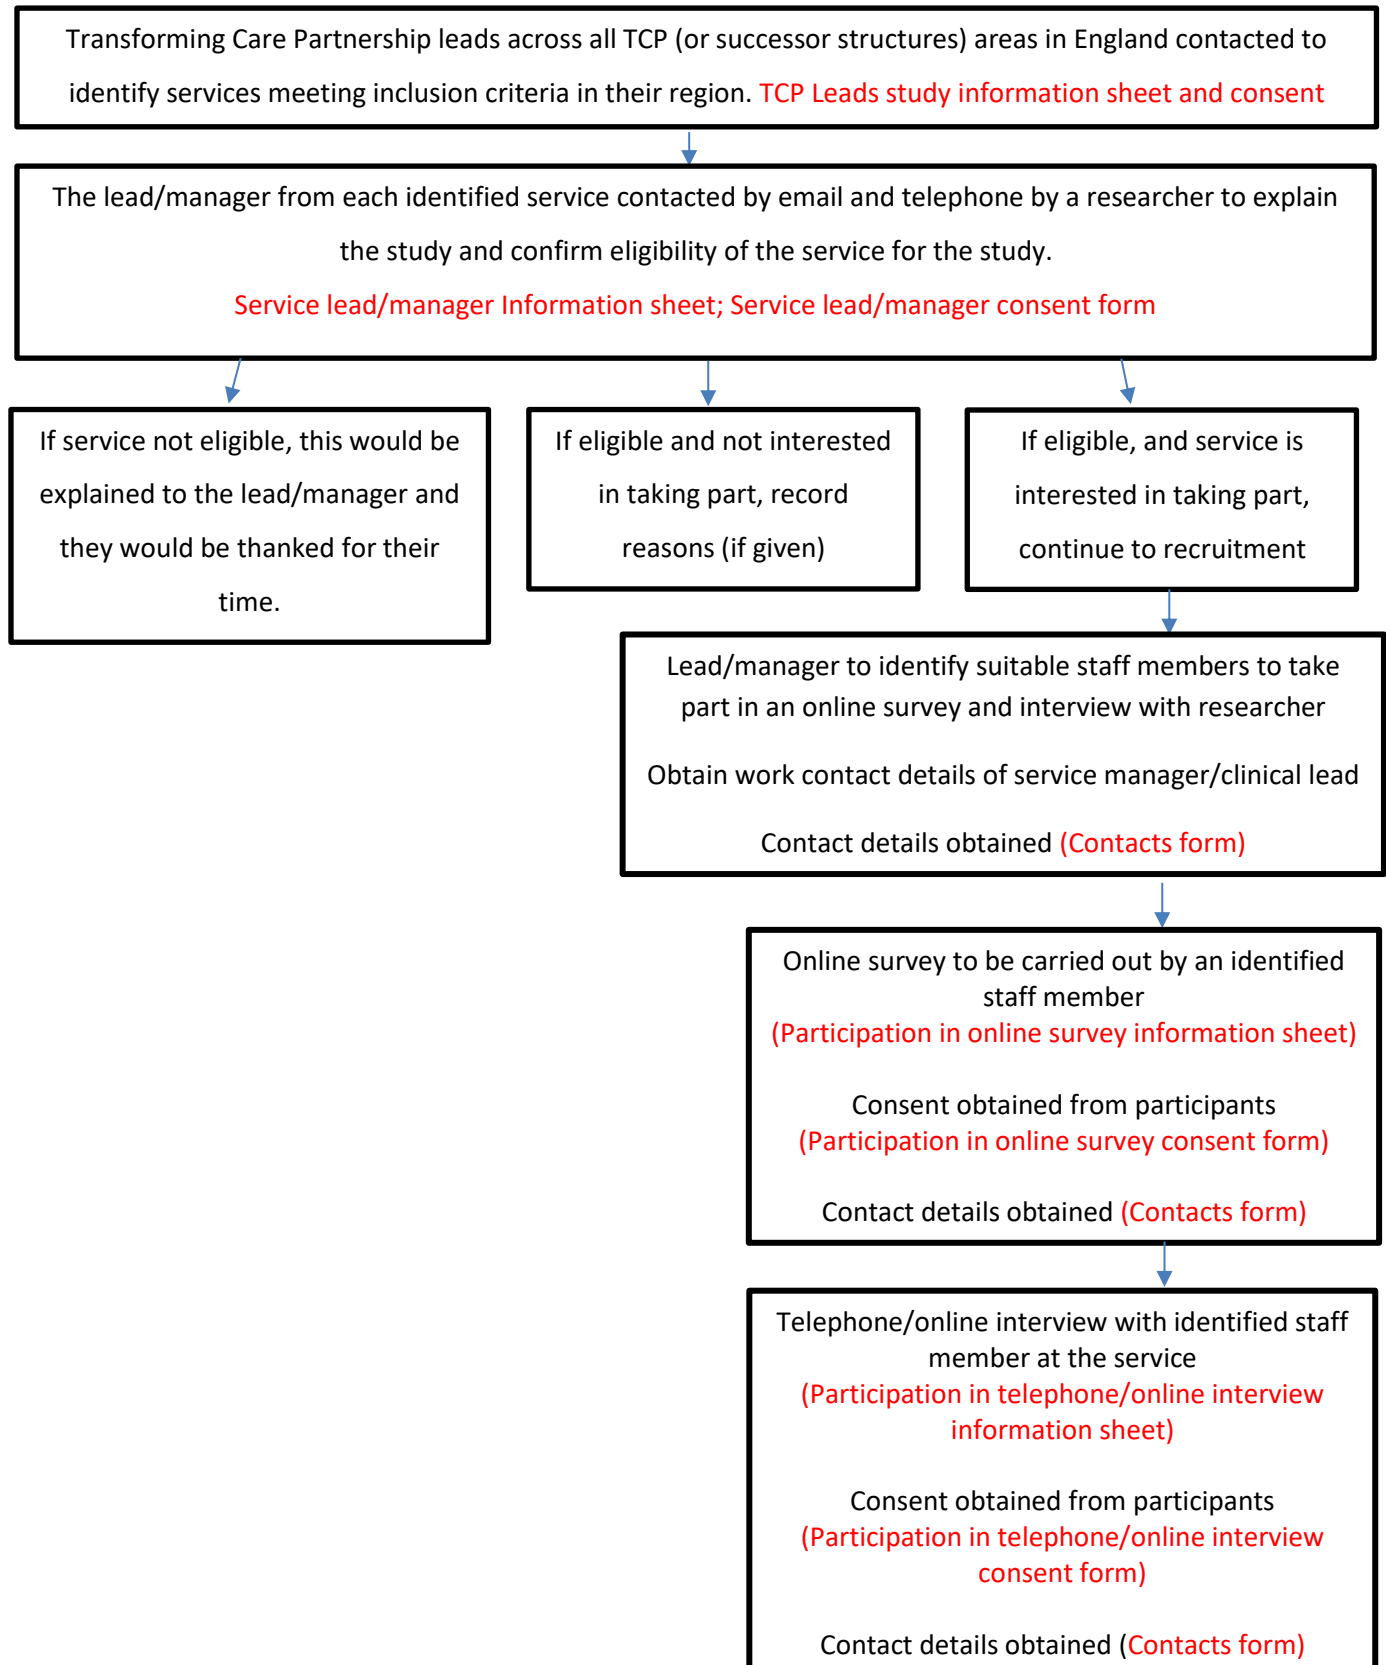 Transforming Care Partnership leads across all TCP (or successor structures) areas in England contacted to
identify services meeting inclusion criteria in their region. TCP Leads study information sheet and consent
The lead/manager from each identified service contacted by email and telephone by a researcher to explain
the study and confirm eligibility of the service for the study.
Service lead/manager Information sheet; Service lead/manager consent form
If service not eligible, this would be
explained to the lead/manager and
they would be thanked for their
time.
If eligible and not interested
in taking part, record
reasons (if given)
If eligible, and service is
interested in taking part,
continue to recruitment
Lead/manager to identify suitable staff members to take
part in an online survey and interview with researcher
Obtain work contact details of service manager/clinical lead
Contact details obtained (Contacts form)
Online survey to be carried out by an identified
staff member
(Participation in online survey information sheet)
Consent obtained from participants
(Participation in online survey consent form)
Contact details obtained (Contacts form)
Telephone/online interview with identified staff
member at the service
(Participation in telephone/online interview
information sheet)
Consent obtained from participants
(Participation in telephone/online interview
consent form)
Contact details obtained (Contacts form)